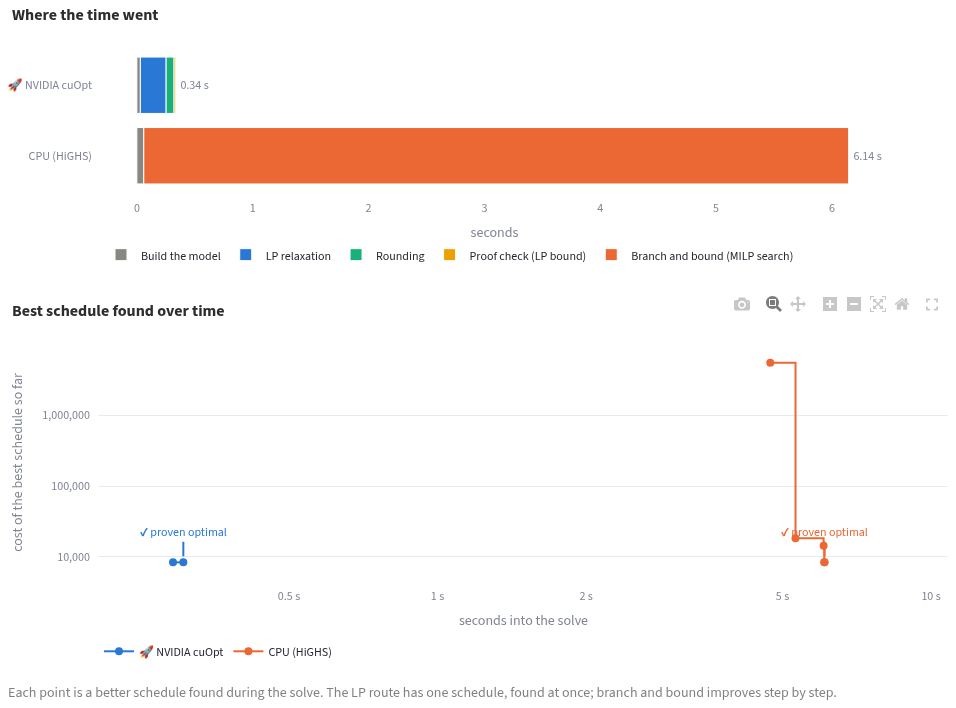 Where the time went
🚀 NVIDIA cuOpt
0.34 s
CPU (HiGHS)
6.14 s
0 1 2 3 4 5 6
seconds
Build the model LP relaxation Rounding Proof check (LP bound) Branch and bound (MILP search)
Best schedule found over time
cost of the best schedule so far
1,000,000
100,000
10,000
✓ proven optimal
✓ proven optimal
0.5 s 1 s 2 s 5 s 10 s
seconds into the solve
🚀 NVIDIA cuOpt CPU (HiGHS)
Each point is a better schedule found during the solve. The LP route has one schedule, found at once; branch and bound improves step by step.